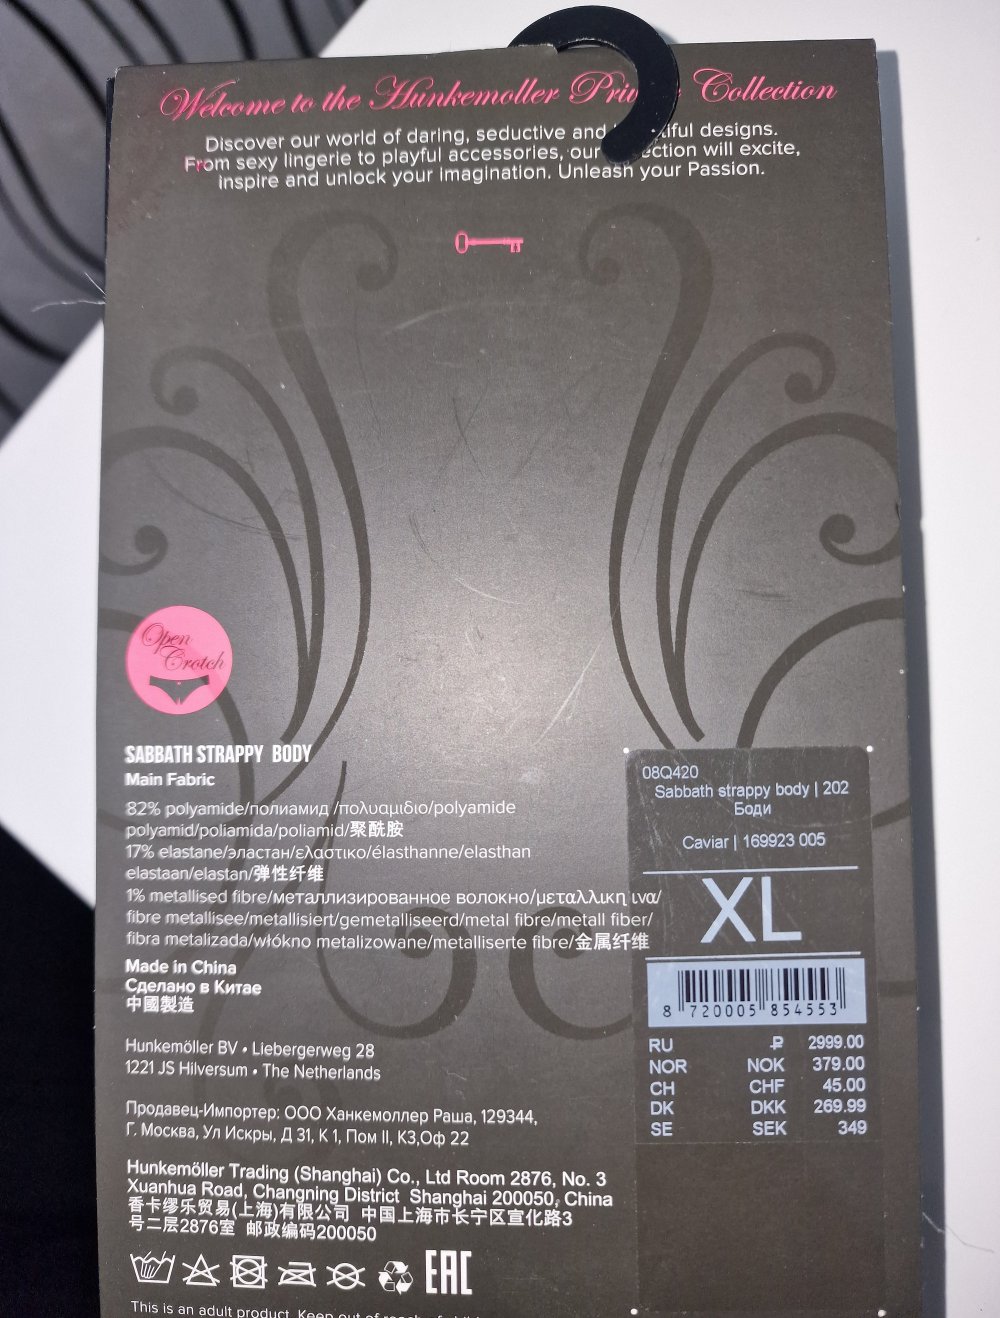 Welcome to the Hunkemoller Collection
Discover our world of daring, seductive and designs.
From sexy lingerie to playful accessories, our will excite,
inspire and unlock your imagination. Unleash your Passion.
Open
Crotch
SABBATH STRAPPY BODY
Main Fabric
82% polyamide/полиамид /πολυαμιδιο/polyamide
polyamid/poliamida/poliamid/聚酰胺
17% elastane/эластан/ελαστικο/élasthanne/elasthan
elastaan/elastan/弹性纤维
1% metallised fibre/металлизированное волокно/μεταλλικη ινα/
fibre metallisee/metallisiert/gemetalliseerd/metal fibre/metall fiber/
fibra metalizada/włókno metalizowane/metalliserte fibre/金属纤维
Made in China
Сделано в Китае
中國製造
Hunkemöller BV • Liebergerweg 28
1221 JS Hilversum • The Netherlands
Продавец-Импортер: ООО Ханкемоллер Раша, 129344,
Г. Москва, Ул Искры, Д 31, К 1, Пом II, К3,Оф 22
Hunkemöller Trading (Shanghai) Co., Ltd Room 2876, No. 3
Xuanhua Road, Changning District Shanghai 200050, China
香卡缪乐贸易(上海)有限公司 中国上海市长宁区宣化路3
号二层2876室 邮政编码200050
EAC
This is an adult product. Keep out of
08Q420
Sabbath strappy body | 202
Боди
Caviar | 169923 005
XL
8 720005 854553
RU ₽ 2999.00
NOR NOK 379.00
CH CHF 45.00
DK DKK 269.99
SE SEK 349